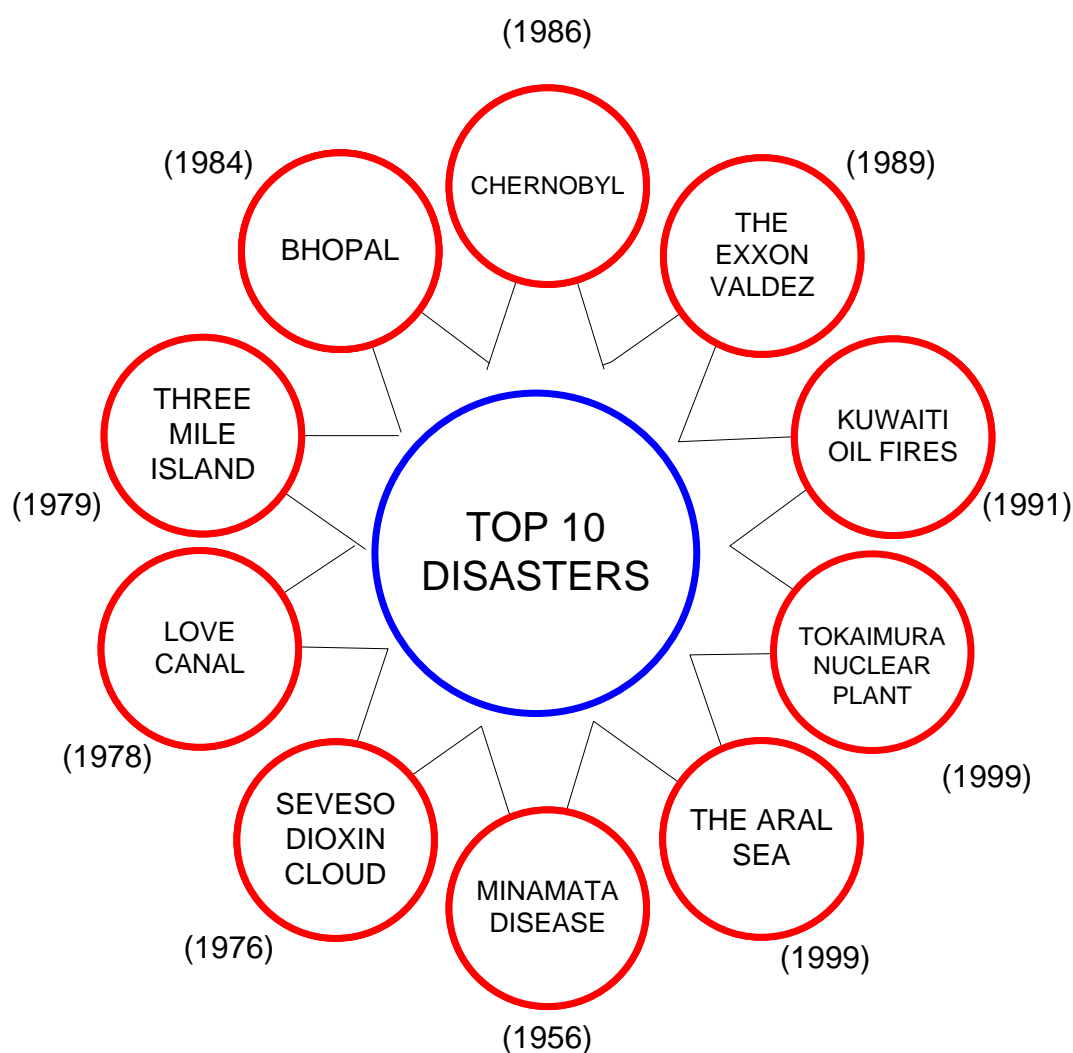 (1986)
CHERNOBYL
(1989)
THE
EXXON
VALDEZ
KUWAITI
OIL FIRES
(1991)
TOKAIMURA
NUCLEAR
PLANT
(1999)
THE ARAL
SEA
(1999)
MINAMATA
DISEASE
(1956)
SEVESO
DIOXIN
CLOUD
(1976)
LOVE
CANAL
(1978)
THREE
MILE
ISLAND
(1979)
(1984)
BHOPAL
TOP 10
DISASTERS